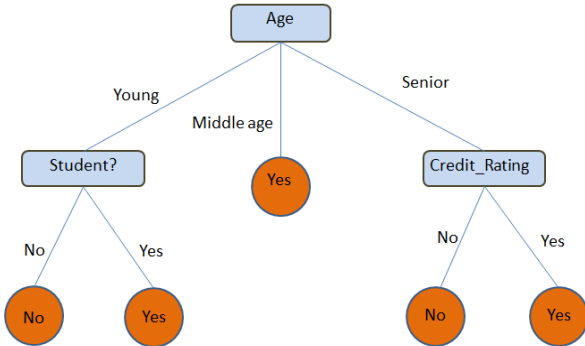 Age
Young
Middle age
Senior
Student?
Yes
Credit_Rating
No
Yes
No
Yes
No
Yes
No
Yes